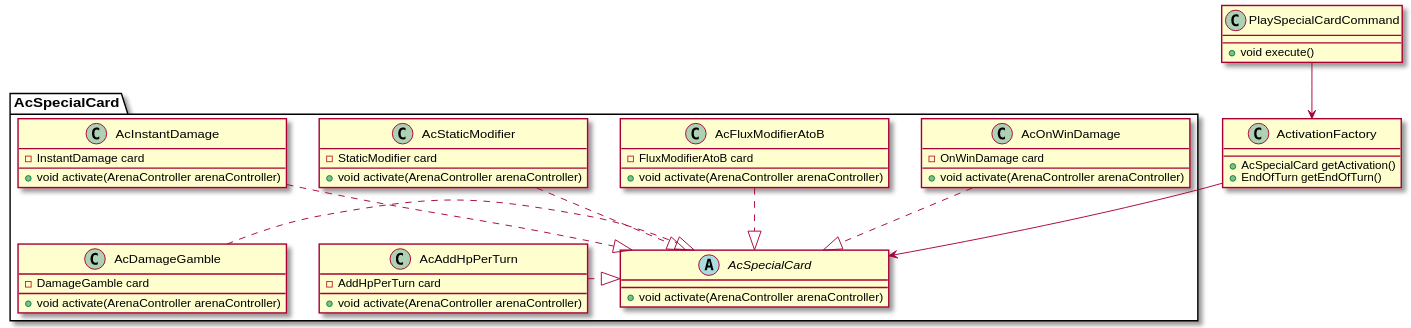 C PlaySpecialCardCommand
void execute()
AcSpecialCard
C AcInstantDamage
InstantDamage card
void activate(ArenaController arenaController)
C AcStaticModifier
StaticModifier card
void activate(ArenaController arenaController)
C AcFluxModifierAtoB
FluxModifierAtoB card
void activate(ArenaController arenaController)
C AcOnWinDamage
OnWinDamage card
void activate(ArenaController arenaController)
C ActivationFactory
AcSpecialCard getActivation()
EndOfTurn getEndOfTurn()
C AcDamageGamble
DamageGamble card
void activate(ArenaController arenaController)
C AcAddHpPerTurn
AddHpPerTurn card
void activate(ArenaController arenaController)
A AcSpecialCard
void activate(ArenaController arenaController)